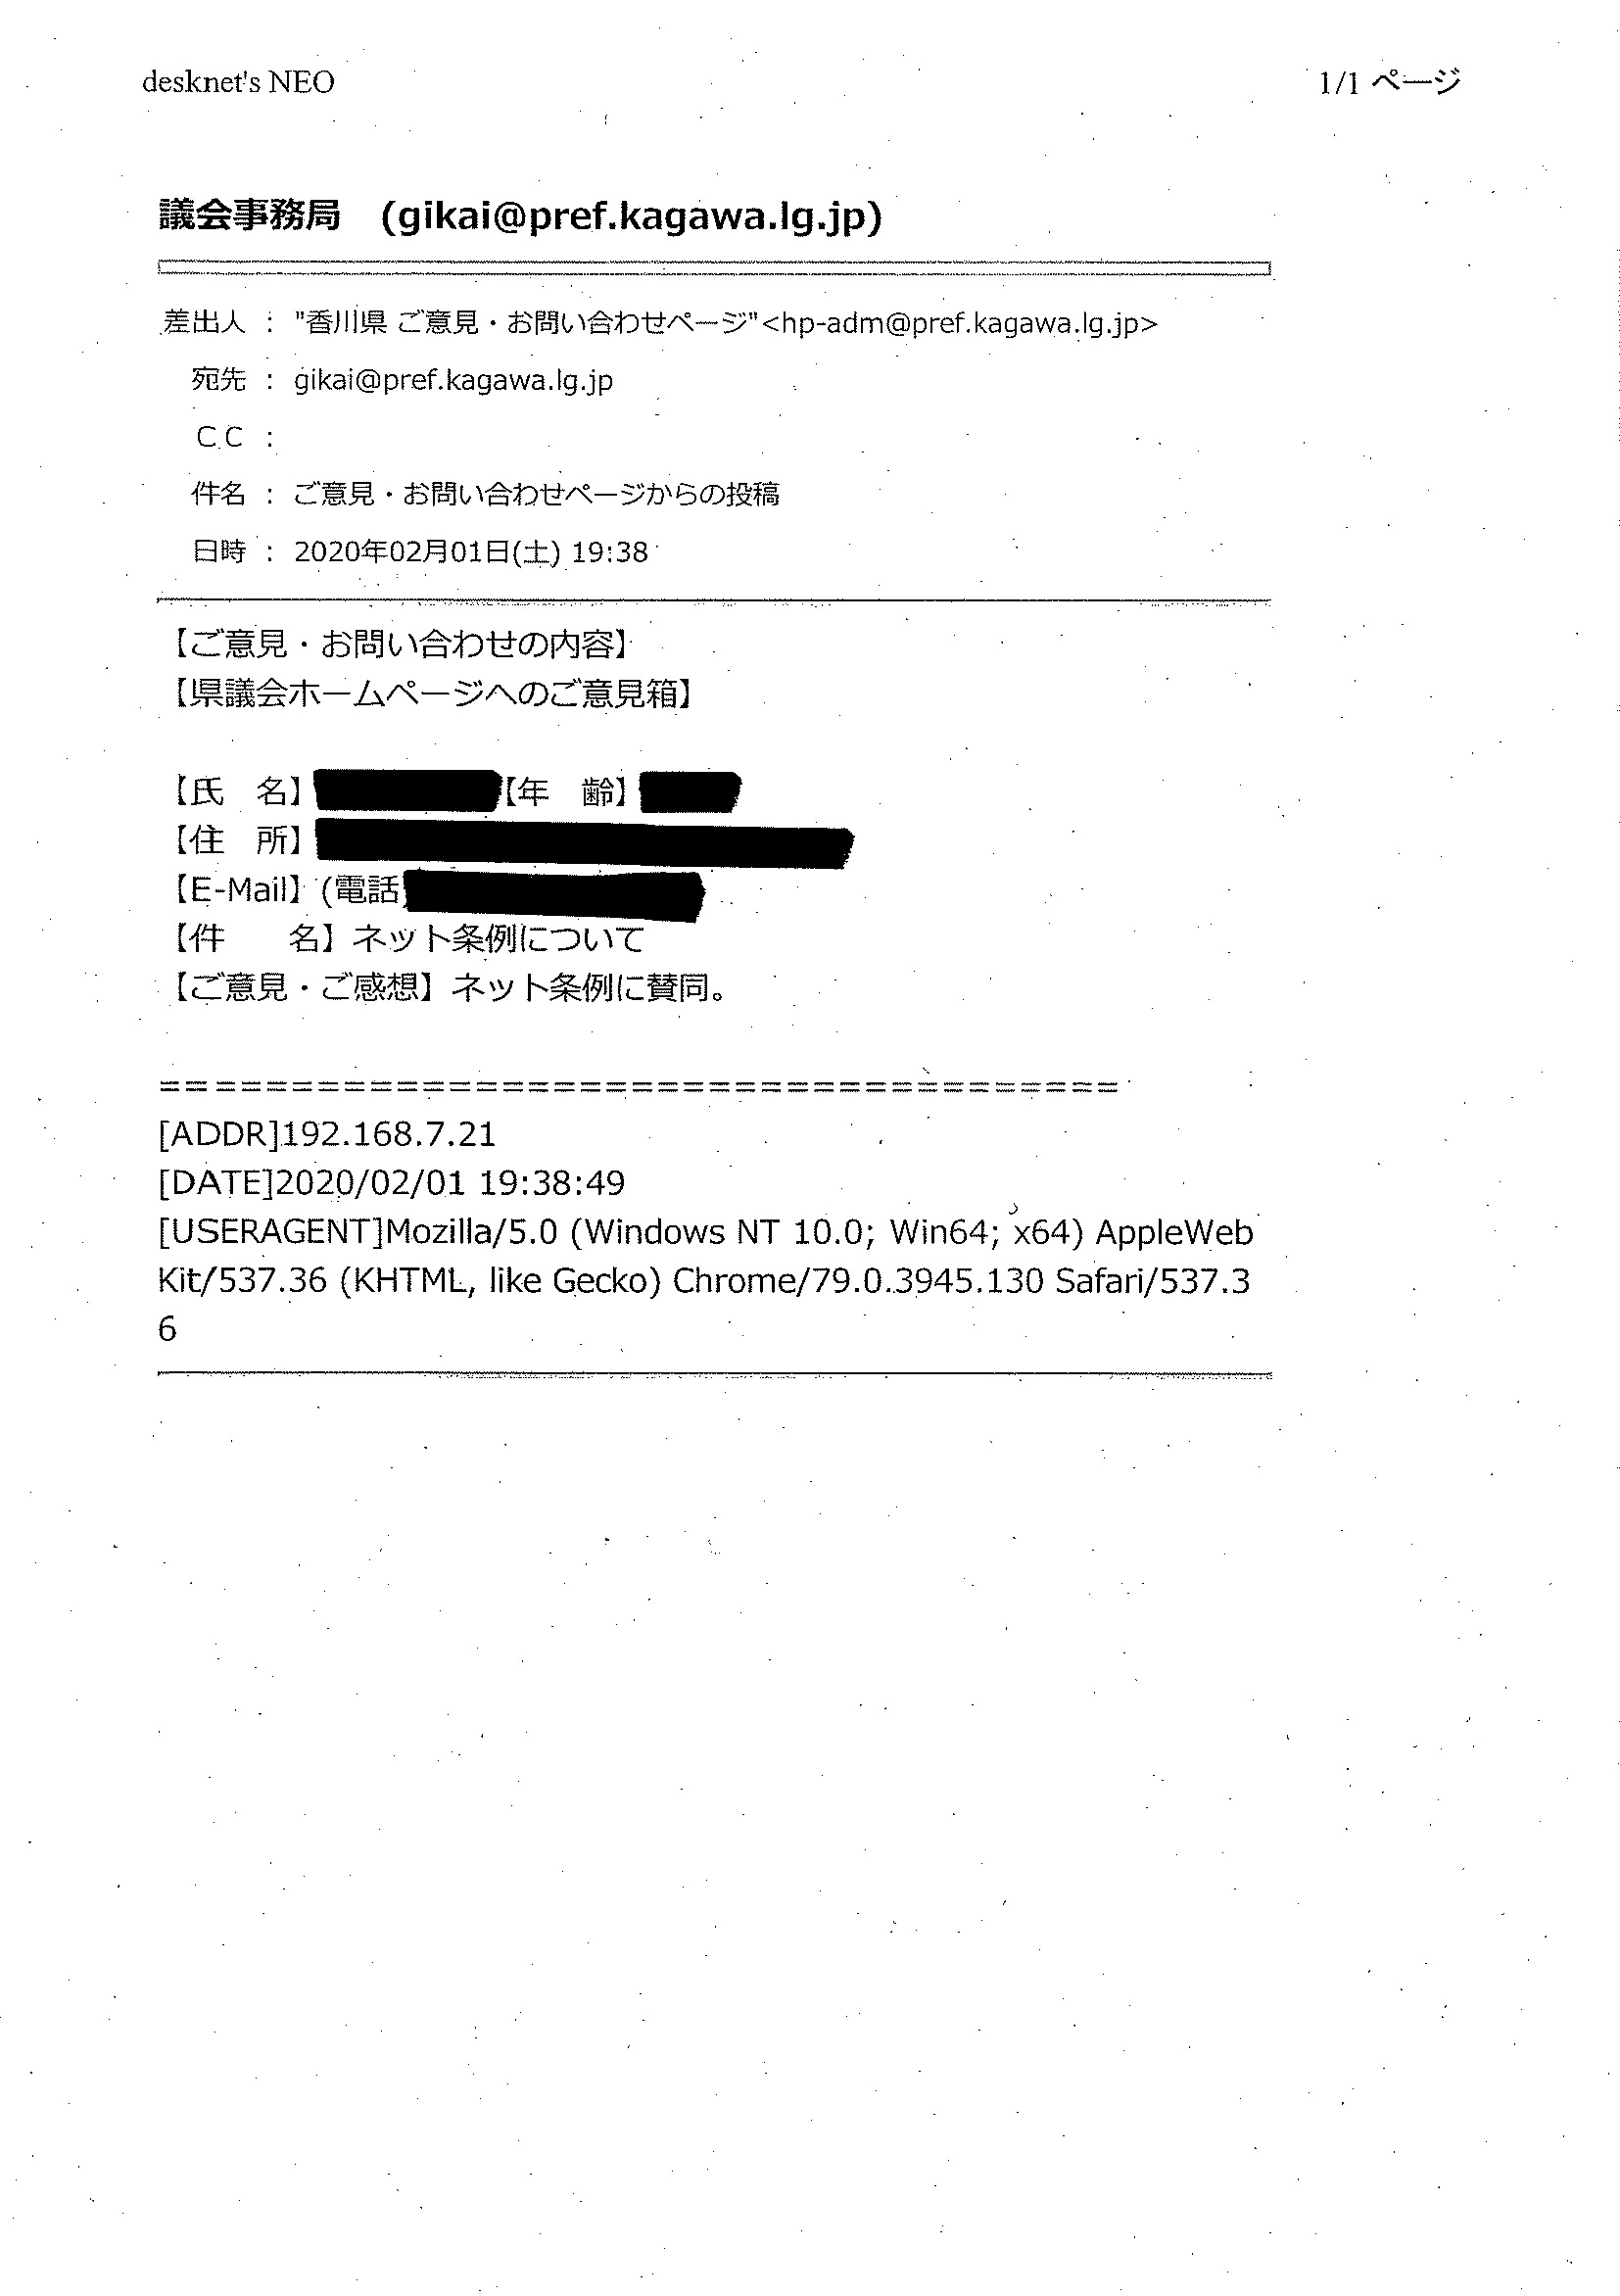 desknet's NEO
1/1 ページ
議会事務局　(gikai@pref.kagawa.lg.jp)
差出人 : "香川県 ご意見・お問い合わせページ"<hp-adm@pref.kagawa.lg.jp>
宛先 : gikai@pref.kagawa.lg.jp
CC :
件名 : ご意見・お問い合わせページからの投稿
日時 : 2020年02月01日(土) 19:38
【ご意見・お問い合わせの内容】
【県議会ホームページへのご意見箱】
【氏　名】【年　齢】
【住　所】
【E-Mail】(電話
【件　　名】ネット条例について
【ご意見・ご感想】ネット条例に賛同。
=====================================
[ADDR]192.168.7.21
[DATE]2020/02/01 19:38:49
[USERAGENT]Mozilla/5.0 (Windows NT 10.0; Win64; x64) AppleWeb
Kit/537.36 (KHTML, like Gecko) Chrome/79.0.3945.130 Safari/537.3
6